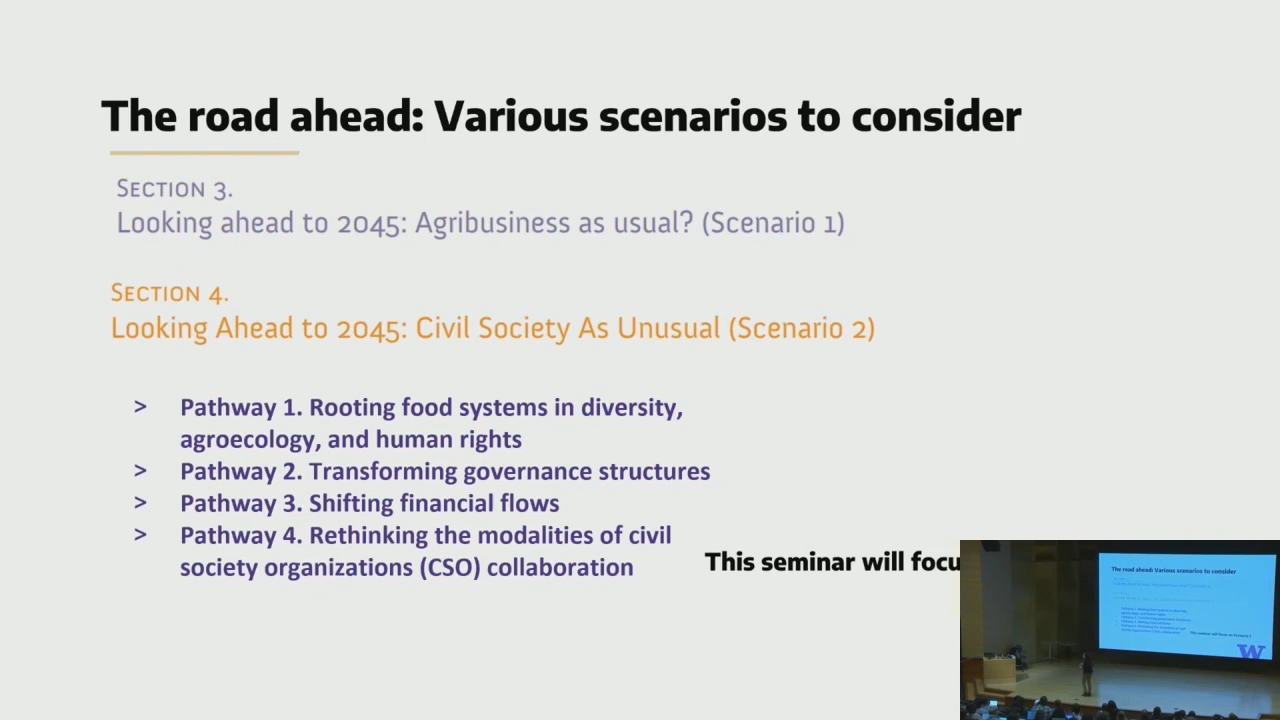 The road ahead: Various scenarios to consider
Section 3.
Looking ahead to 2045: Agribusiness as usual? (Scenario 1)
Section 4.
Looking Ahead to 2045: Civil Society As Unusual (Scenario 2)
> Pathway 1. Rooting food systems in diversity,
agroecology, and human rights
> Pathway 2. Transforming governance structures
> Pathway 3. Shifting financial flows
> Pathway 4. Rethinking the modalities of civil
society organizations (CSO) collaboration
This seminar will focu
The road ahead: Various scenarios to consider
W